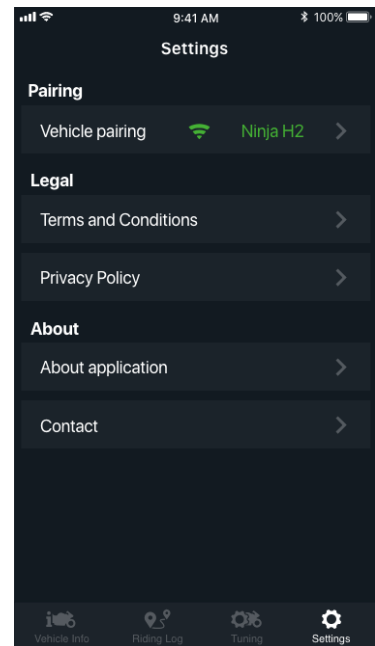 9:41 AM 100%
Settings
Pairing
Vehicle pairing Ninja H2
Legal
Terms and Conditions
Privacy Policy
About
About application
Contact
Vehicle Info Riding Log Tuning Settings